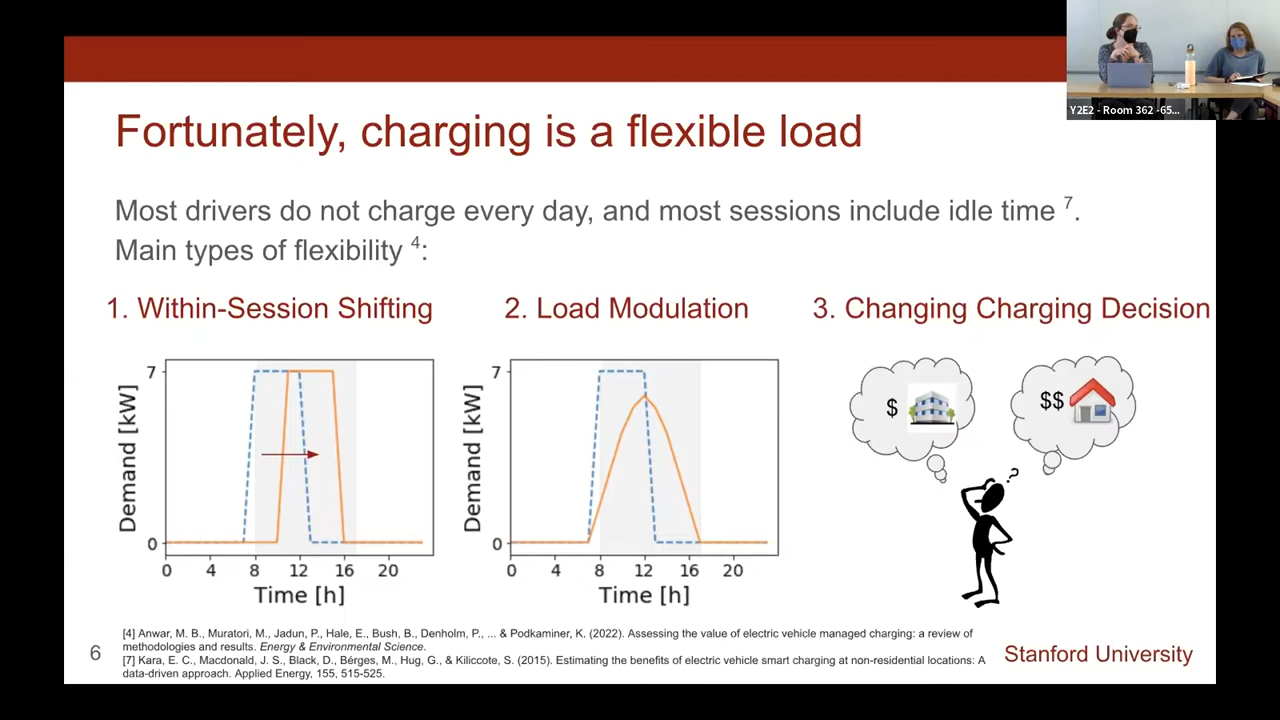 Y2E2 - Room 362 -65...
Fortunately, charging is a flexible load
Most drivers do not charge every day, and most sessions include idle time 7.
Main types of flexibility 4:
1. Within-Session Shifting
2. Load Modulation
3. Changing Charging Decision
7
0
Demand [kW]
0 4 8 12 16 20
Time [h]
7
0
Demand [kW]
0 4 8 12 16 20
Time [h]
$
$$
?
[4] Anwar, M. B., Muratori, M., Jadun, P., Hale, E., Bush, B., Denholm, P., ... & Podkaminer, K. (2022). Assessing the value of electric vehicle managed charging: a review of
methodologies and results. Energy & Environmental Science.
[7] Kara, E. C., Macdonald, J. S., Black, D., Bérges, M., Hug, G., & Kiliccote, S. (2015). Estimating the benefits of electric vehicle smart charging at non-residential locations: A
data-driven approach. Applied Energy, 155, 515-525.
6
Stanford University